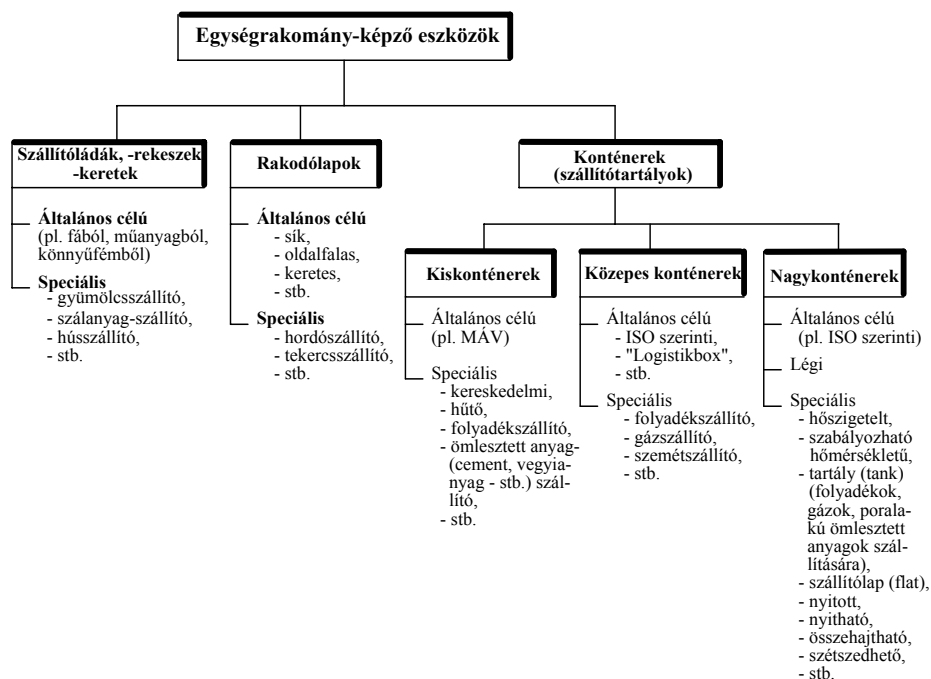 Egységrakomány-képző eszközök
Szállítóládák, -rekeszek
-keretek
Általános célú
(pl. fából, műanyagból,
könnyűfémből)
Speciális
- gyümölcsszállító,
- szálanyag-szállító,
- hússzállító,
- stb.
Rakodólapok
Általános célú
- sík,
- oldalfalas,
- keretes,
- stb.
Speciális
- hordószállító,
- tekercsszállító,
- stb.
Konténerek
(szállítótartályok)
Kiskonténerek
Általános célú
(pl. MÁV)
Speciális
- kereskedelmi,
- hűtő,
- folyadékszállító,
- ömlesztett anyag-
(cement, vegyi-
anyag - stb.) szál-
lító,
- stb.
Közepes konténerek
Általános célú
- ISO szerinti,
- "Logistikbox",
- stb.
Speciális
- folyadékszállító,
- gázszállító,
- szemétszállító,
- stb.
Nagykonténerek
Általános célú
(pl. ISO szerinti)
Légi
Speciális
- hőszigetelt,
- szabályozható
hőmérsékletű,
- tartály (tank)
(folyadékok,
gázok, porala-
kú ömlesztett
anyagok szál-
lítására),
- szállítólap (flat),
- nyitott,
- nyitható,
- összehajtható,
- szétszedhető,
- stb.